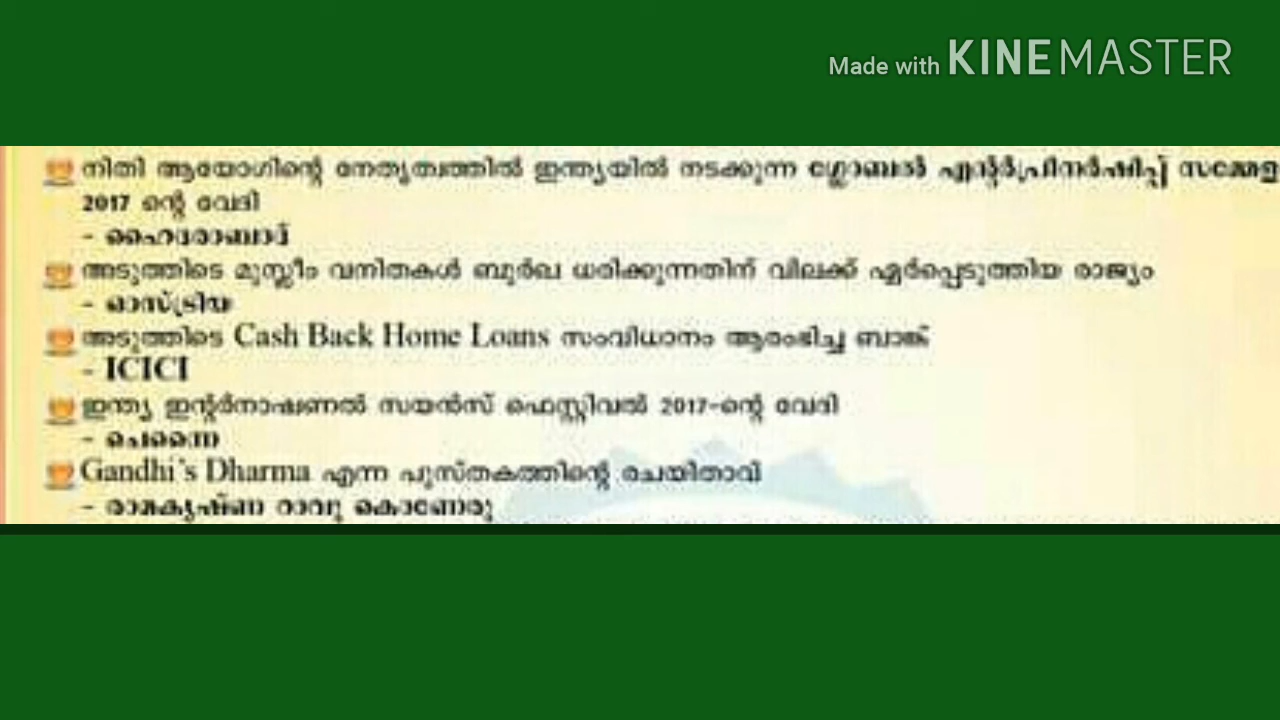 Made with KINEMASTER
നിതി ആയോഗിന്റെ നേതൃത്വത്തിൽ ഇന്ത്യയിൽ നടക്കുന്ന ഗ്ലോബൽ എന്റർപ്രിനർഷിപ്പ് സമ്മേള
2017 ന്റെ വേദി
- ഹൈദരാബാദ്
അടുത്തിടെ മുസ്ലീം വനിതകൾ ബുർഖ ധരിക്കുന്നതിന് വിലക്ക് ഏർപ്പെടുത്തിയ രാജ്യം
- ഓസ്ട്രിയ
അടുത്തിടെ Cash Back Home Loans സംവിധാനം ആരംഭിച്ച ബാങ്ക്
- ICICI
ഇന്ത്യ ഇന്റർനാഷണൽ സയൻസ് ഫെസ്റ്റിവൽ 2017-ന്റെ വേദി
- ചെന്നൈ
Gandhi's Dharma എന്ന പുസ്തകത്തിന്റെ രചയിതാവ്
- രാമകൃഷ്ണ റാവു കൊണേരു